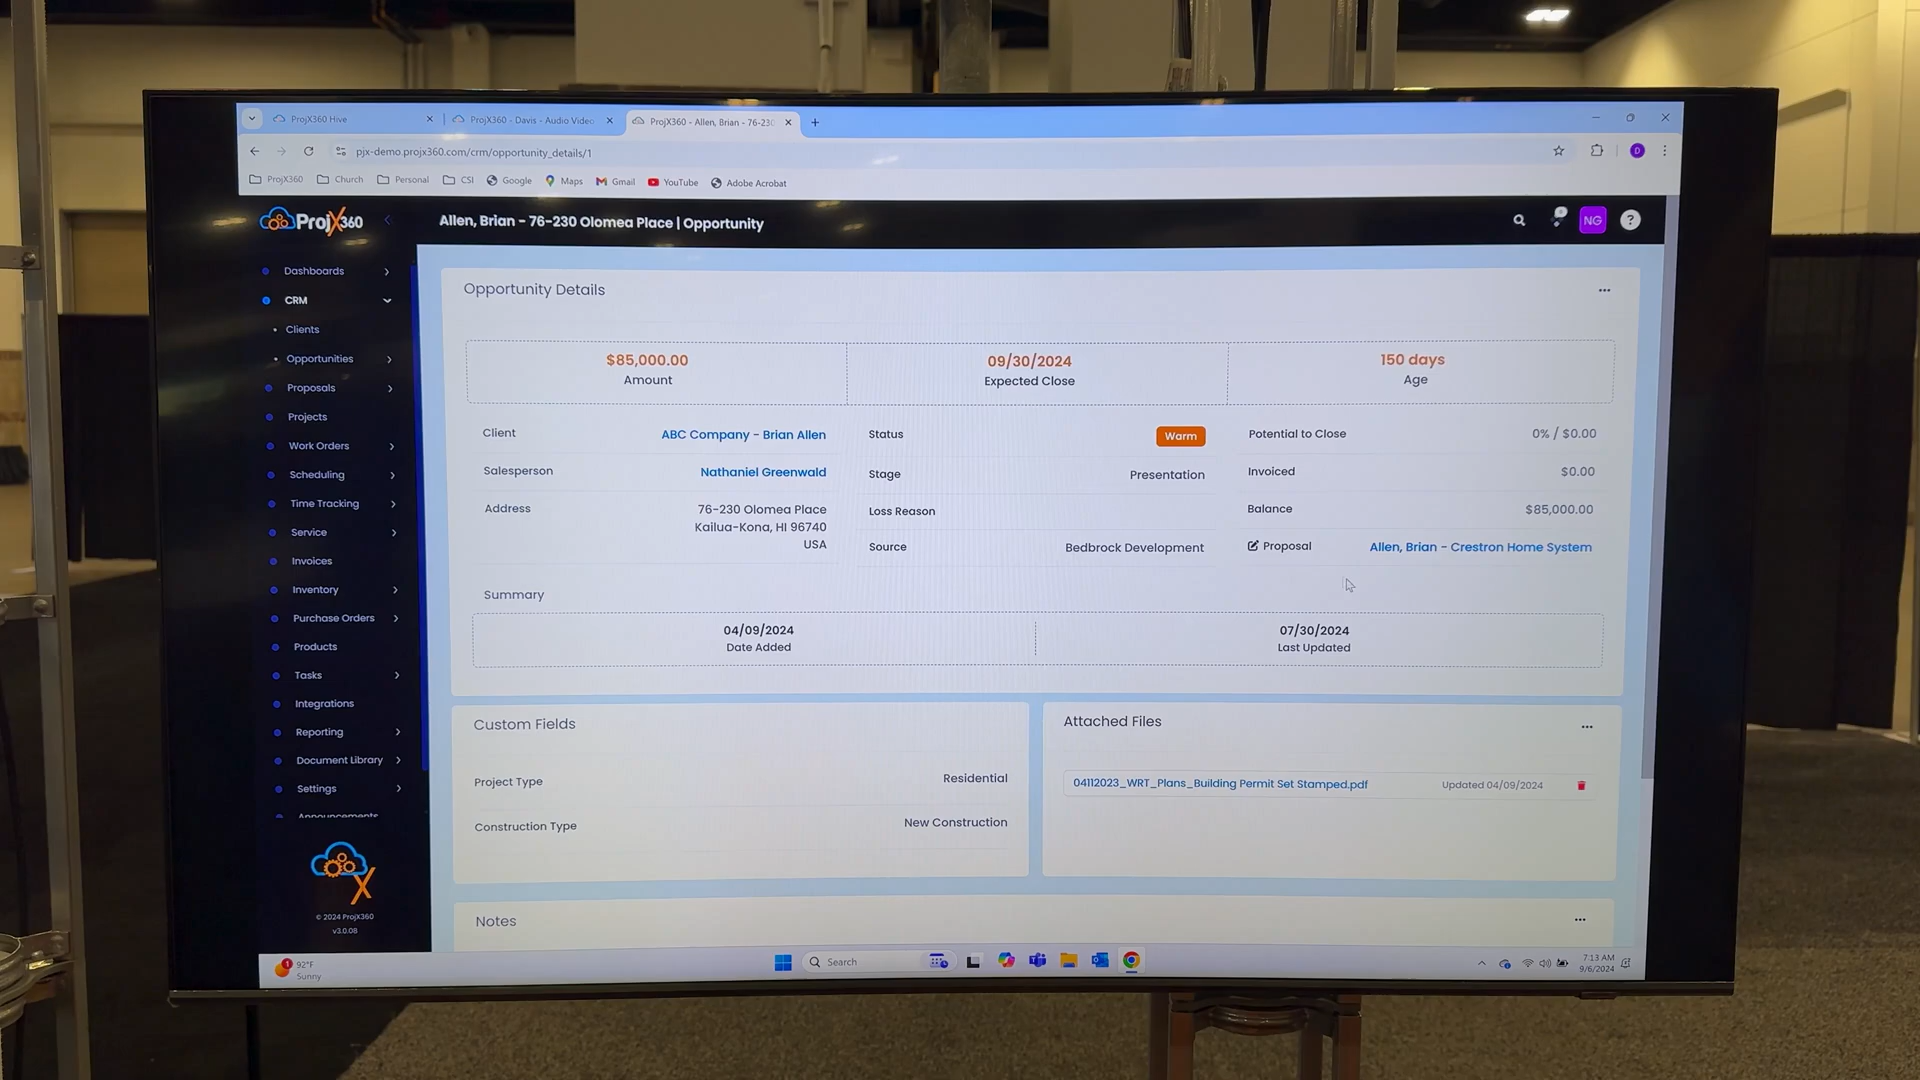 ProjX360 Hive
ProjX360 - Davis - Audio Video
ProjX360 - Allen, Brian - 76-230
pjx-demo.projx360.com/crm/opportunity_details/1
ProjX360
Church
Personal
CSI
Google
Maps
Gmail
YouTube
Adobe Acrobat
D
ProjX360
Allen, Brian - 76-230 Olomea Place | Opportunity
NG
?
Dashboards
CRM
Clients
Opportunities
Proposals
Projects
Work Orders
Scheduling
Time Tracking
Service
Invoices
Inventory
Purchase Orders
Products
Tasks
Integrations
Reporting
Document Library
Settings
Announcements
© 2024 ProjX360
v3.0.08
Opportunity Details
$85,000.00
Amount
09/30/2024
Expected Close
150 days
Age
Client
ABC Company - Brian Allen
Salesperson
Nathaniel Greenwald
Address
76-230 Olomea Place
Kailua-Kona, HI 96740
USA
Status
Warm
Stage
Presentation
Loss Reason
Source
Bedbrock Development
Potential to Close
0% / $0.00
Invoiced
$0.00
Balance
$85,000.00
Proposal
Allen, Brian - Crestron Home System
Summary
04/09/2024
Date Added
07/30/2024
Last Updated
Custom Fields
Project Type
Residential
Construction Type
New Construction
Attached Files
04112023_WRT_Plans_Building Permit Set Stamped.pdf
Updated 04/09/2024
Notes
1
92°F
Sunny
Search
7:13 AM
9/6/2024